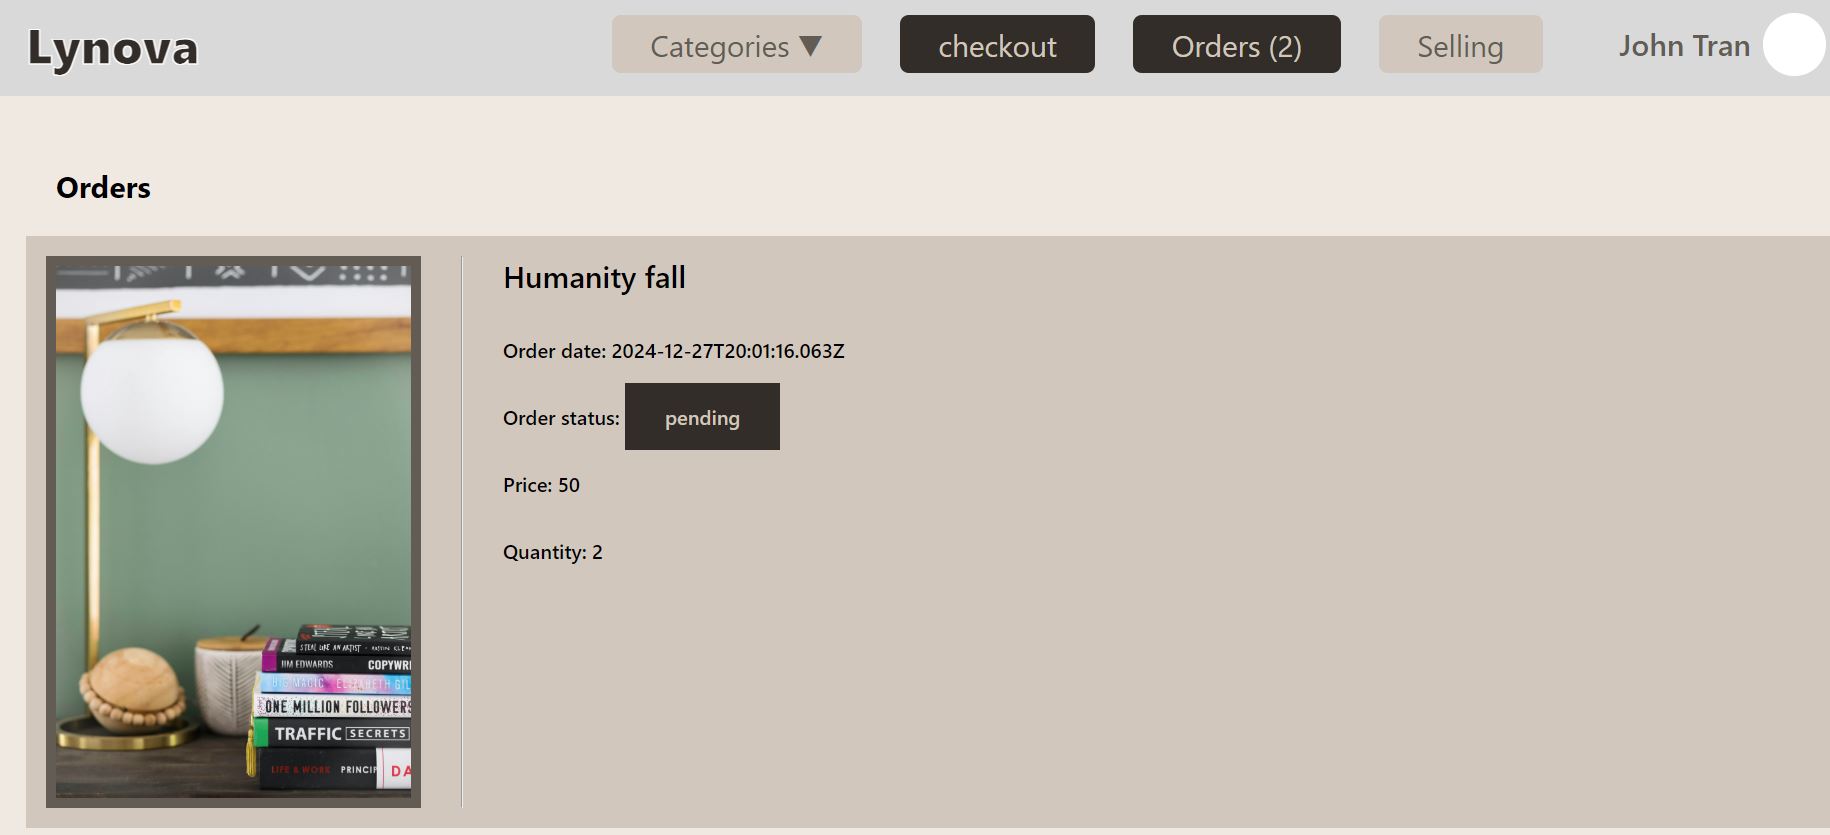 Lynova
Categories ▼
checkout
Orders (2)
Selling
John Tran
Orders
Humanity fall
Order date: 2024-12-27T20:01:16.063Z
Order status: pending
Price: 50
Quantity: 2
STEAL LIKE AN ARTIST
JIM EDWARDS COPYWRI
BIG MAGIC ELIZABETH GIL
ONE MILLION FOLLOWERS
TRAFFIC SECRETS
LIFE & WORK PRINCIP DA